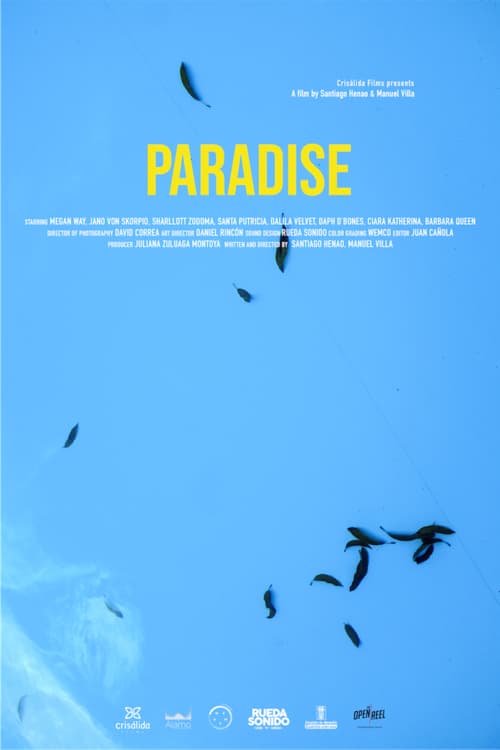 Crisálida Films presents
A film by Santiago Henao & Manuel Villa
PARADISE
STARRING MEGAN WAY, JANO VON SKORPIO, SHARLLOTT ZODOMA, SANTA PUTRICIA, DALILA VELVET, DAPH D'BONES, CIARA KATHERINA, BARBARA QUEEN
DIRECTOR OF PHOTOGRAPHY DAVID CORREA ART DIRECTOR DANIEL RINCÓN SOUND DESIGN RUEDA SONIDO COLOR GRADING WEMCO EDITOR JUAN CAÑOLA
PRODUCER JULIANA ZULUAGA MONTOYA WRITTEN AND DIRECTED BY SANTIAGO HENAO, MANUEL VILLA
crisálida
RUEDA
SONIDO
OPEN REEL